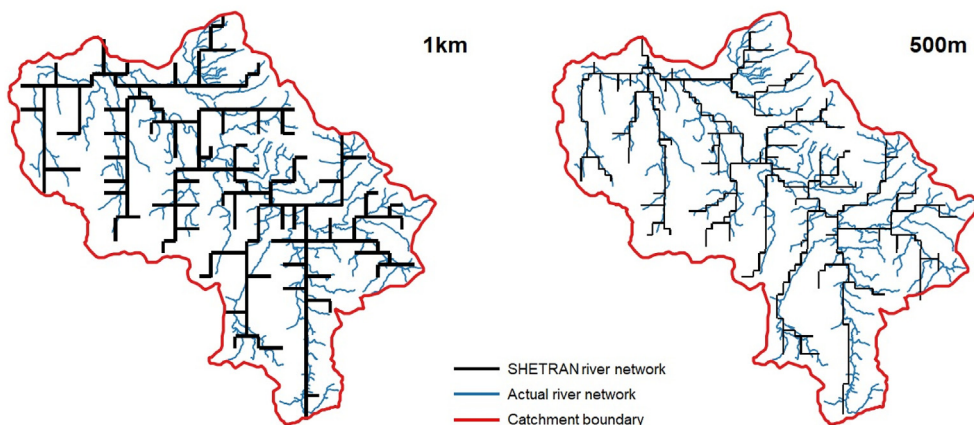 1km
500m
SHETRAN river network
Actual river network
Catchment boundary